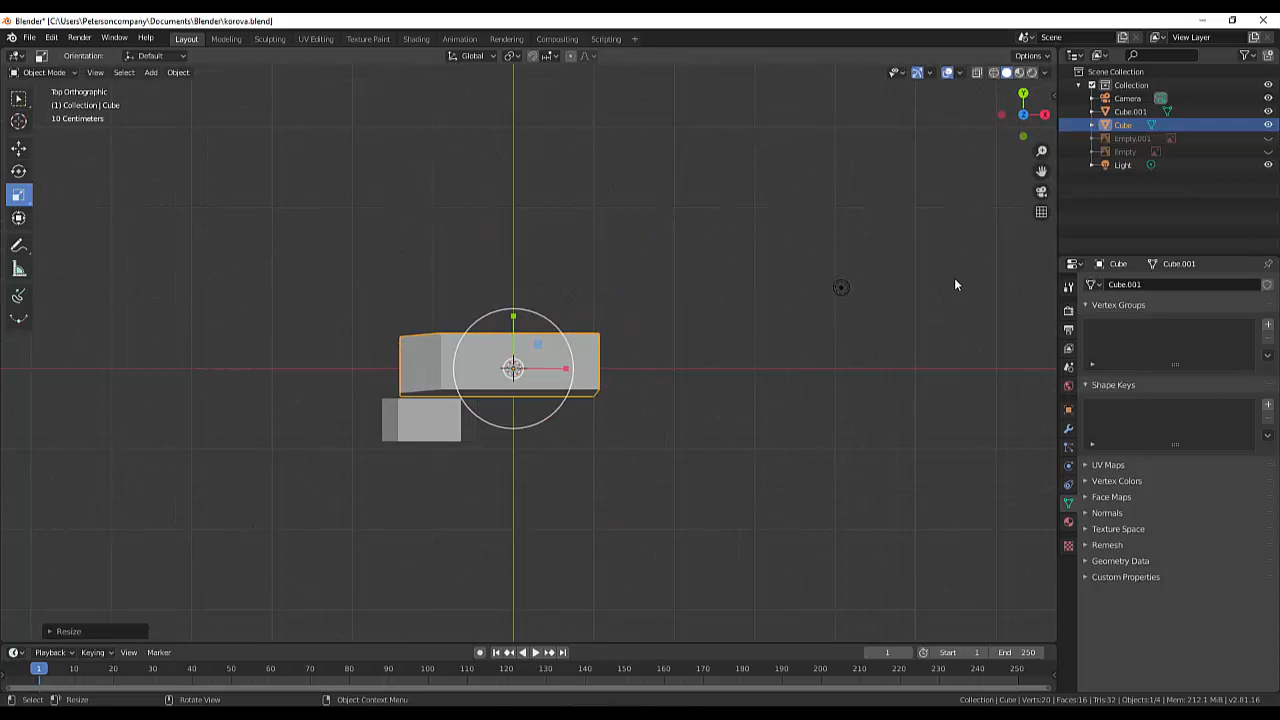 Blender* [C:\Users\Petersoncompany\Documents\Blender\korova.blend]
File Edit Render Window Help Layout Modeling Sculpting UV Editing Texture Paint Shading Animation Rendering Compositing Scripting + Scene View Layer
Orientation: Default Global Options
Object Mode View Select Add Object
Top Orthographic
(1) Collection | Cube
10 Centimeters
Y
X
Z
Scene Collection
Collection
Camera
Cube.001
Cube
Empty.001
Empty
Light
Cube Cube.001
Cube.001
Vertex Groups
Shape Keys
UV Maps
Vertex Colors
Face Maps
Normals
Texture Space
Remesh
Geometry Data
Custom Properties
Resize
Playback Keying View Marker 1 Start 1 End 250
1 10 20 30 40 50 60 70 80 90 100 110 120 130 140 150 160 170 180 190 200 210 220 230 240 250
Select Resize Rotate View Object Context Menu Collection | Cube | Verts:20 | Faces:16 | Tris:32 | Objects:1/4 | Mem: 212.1 MiB | v2.81.16